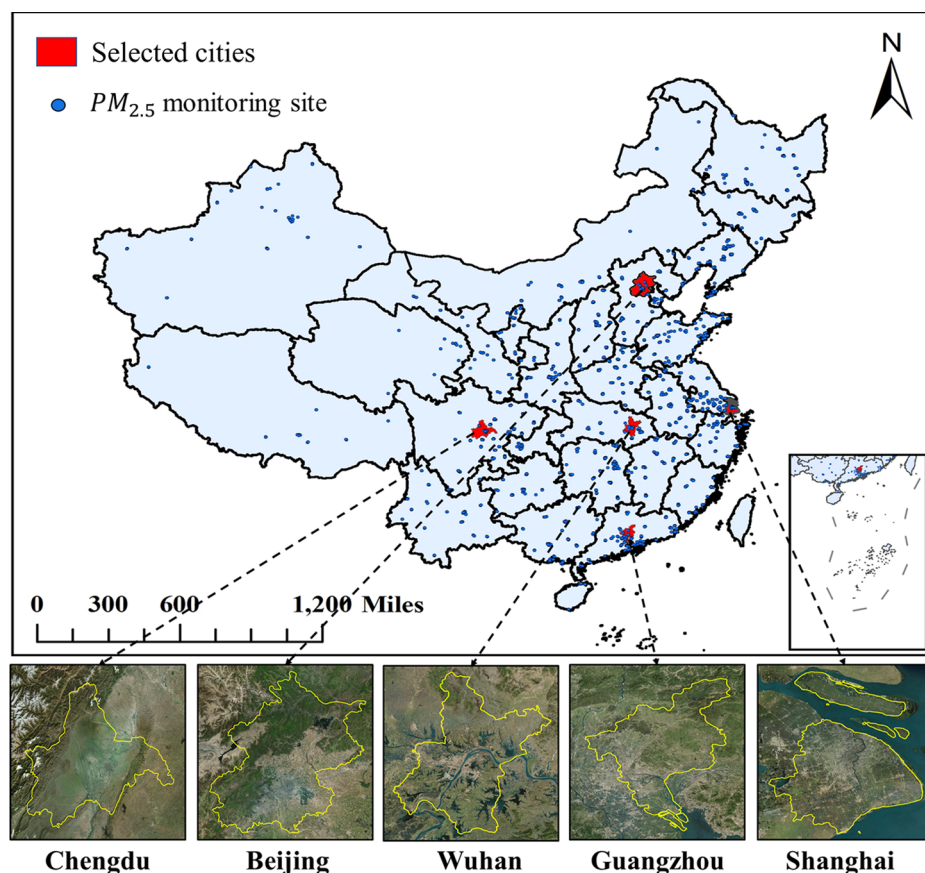 Selected cities
PM2.5 monitoring site
N
0 300 600 1,200 Miles
Chengdu Beijing Wuhan Guangzhou Shanghai